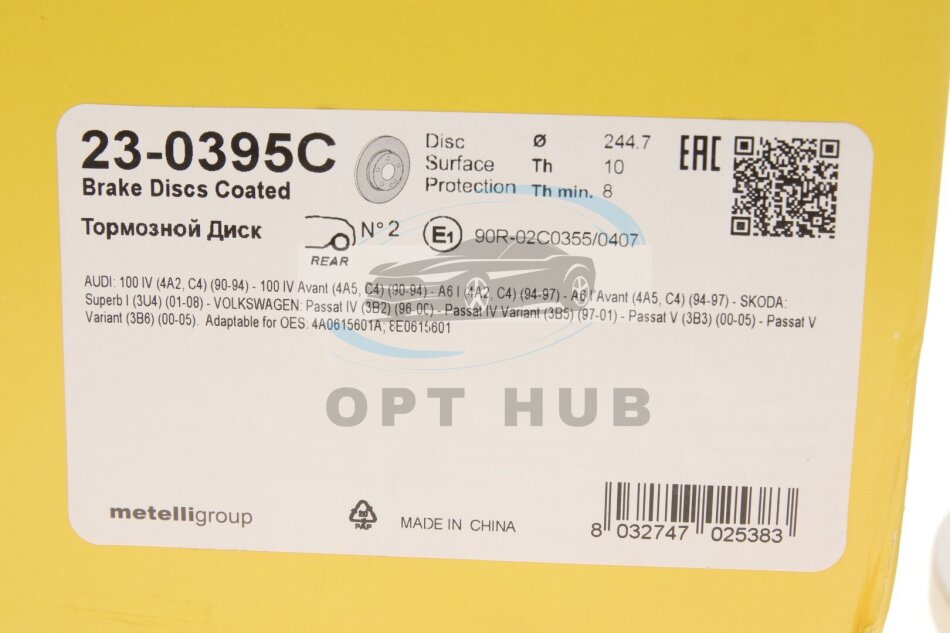 23-0395C
Brake Discs Coated
Тормозной Диск
Disc Ø 244.7
Surface Th 10
Protection Th min. 8
EAC
REAR
N° 2
E1
90R-02C0355/0407
AUDI: 100 IV (4A2, C4) (90-94) - 100 IV Avant (4A5, C4) (90-94) - A6 I (4A2, C4) (94-97) - A6 I Avant (4A5, C4) (94-97) - SKODA:
Superb I (3U4) (01-08) - VOLKSWAGEN: Passat IV (3B2) (96-00) - Passat IV Variant (3B5) (97-01) - Passat V (3B3) (00-05) - Passat V
Variant (3B6) (00-05). Adaptable for OES: 4A0615601A; 8E0615601
OPT HUB
metelligroup
PAP
MADE IN CHINA
8 032747 025383